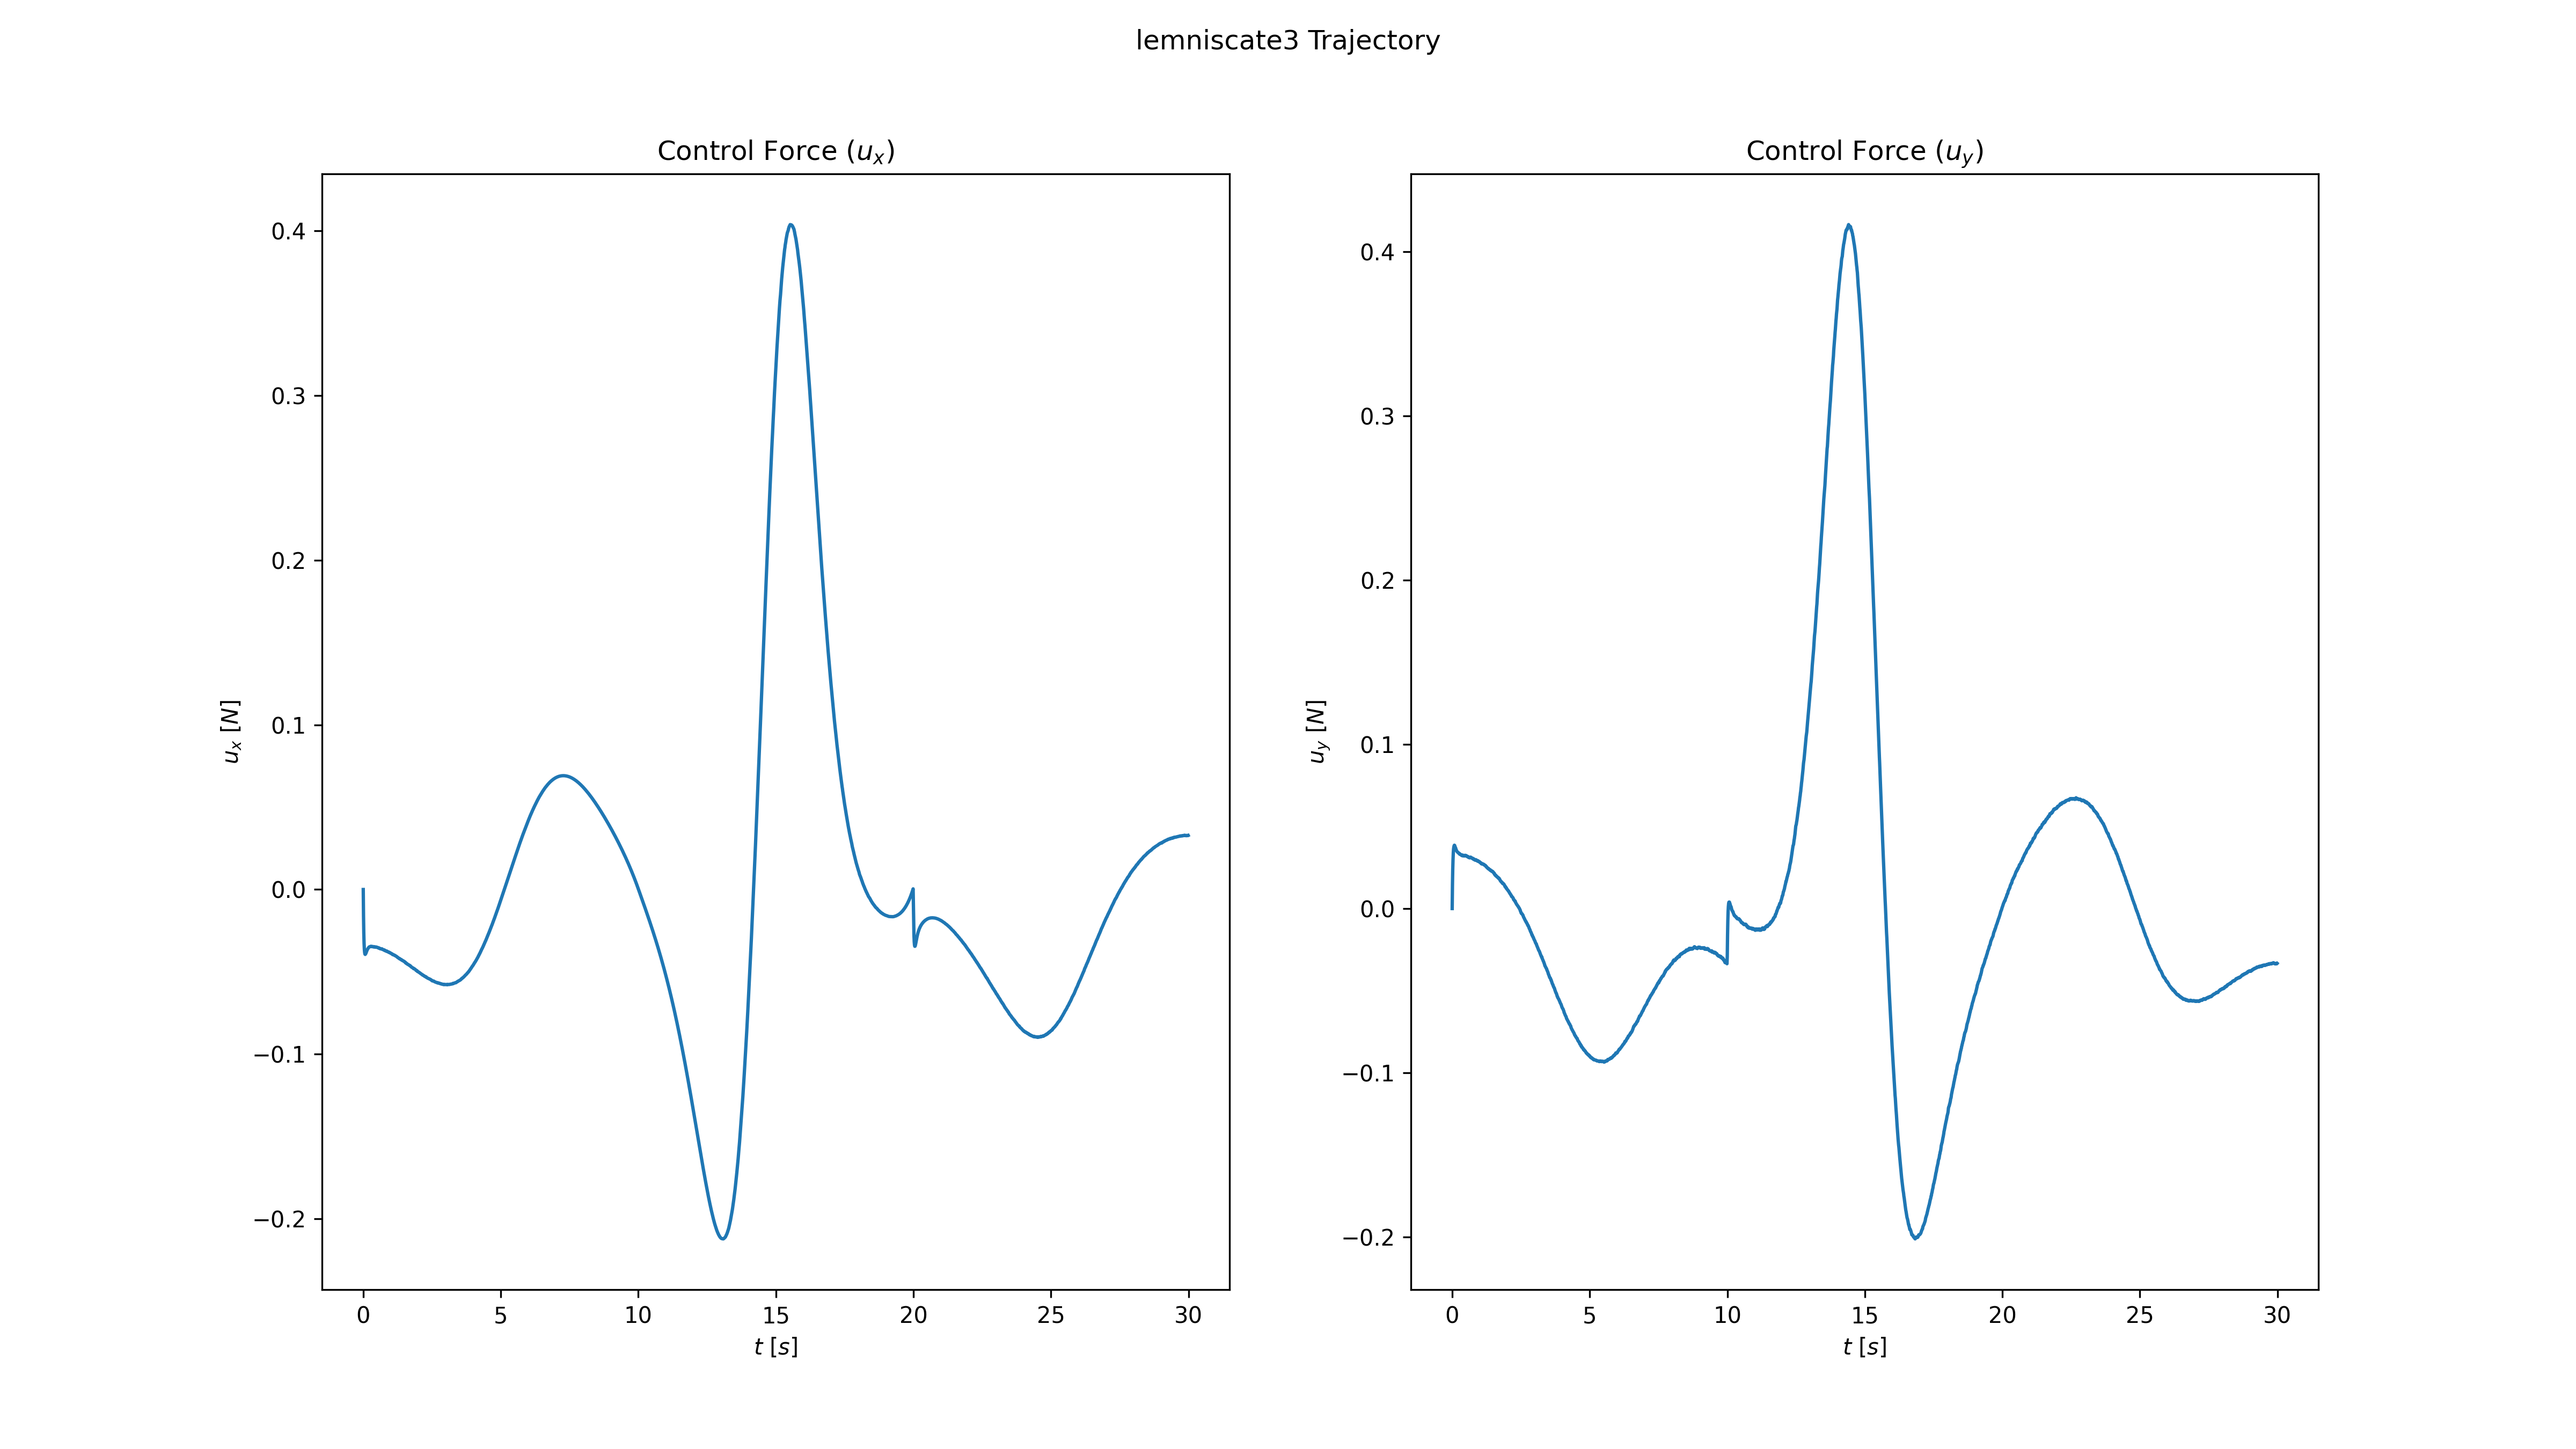 lemniscate3 Trajectory
Control Force (u_x)
0.4
0.3
0.2
0.1
0.0
−0.1
−0.2
u_x [N]
0 5 10 15 20 25 30
t [s]
Control Force (u_y)
0.4
0.3
0.2
0.1
0.0
−0.1
−0.2
u_y [N]
0 5 10 15 20 25 30
t [s]